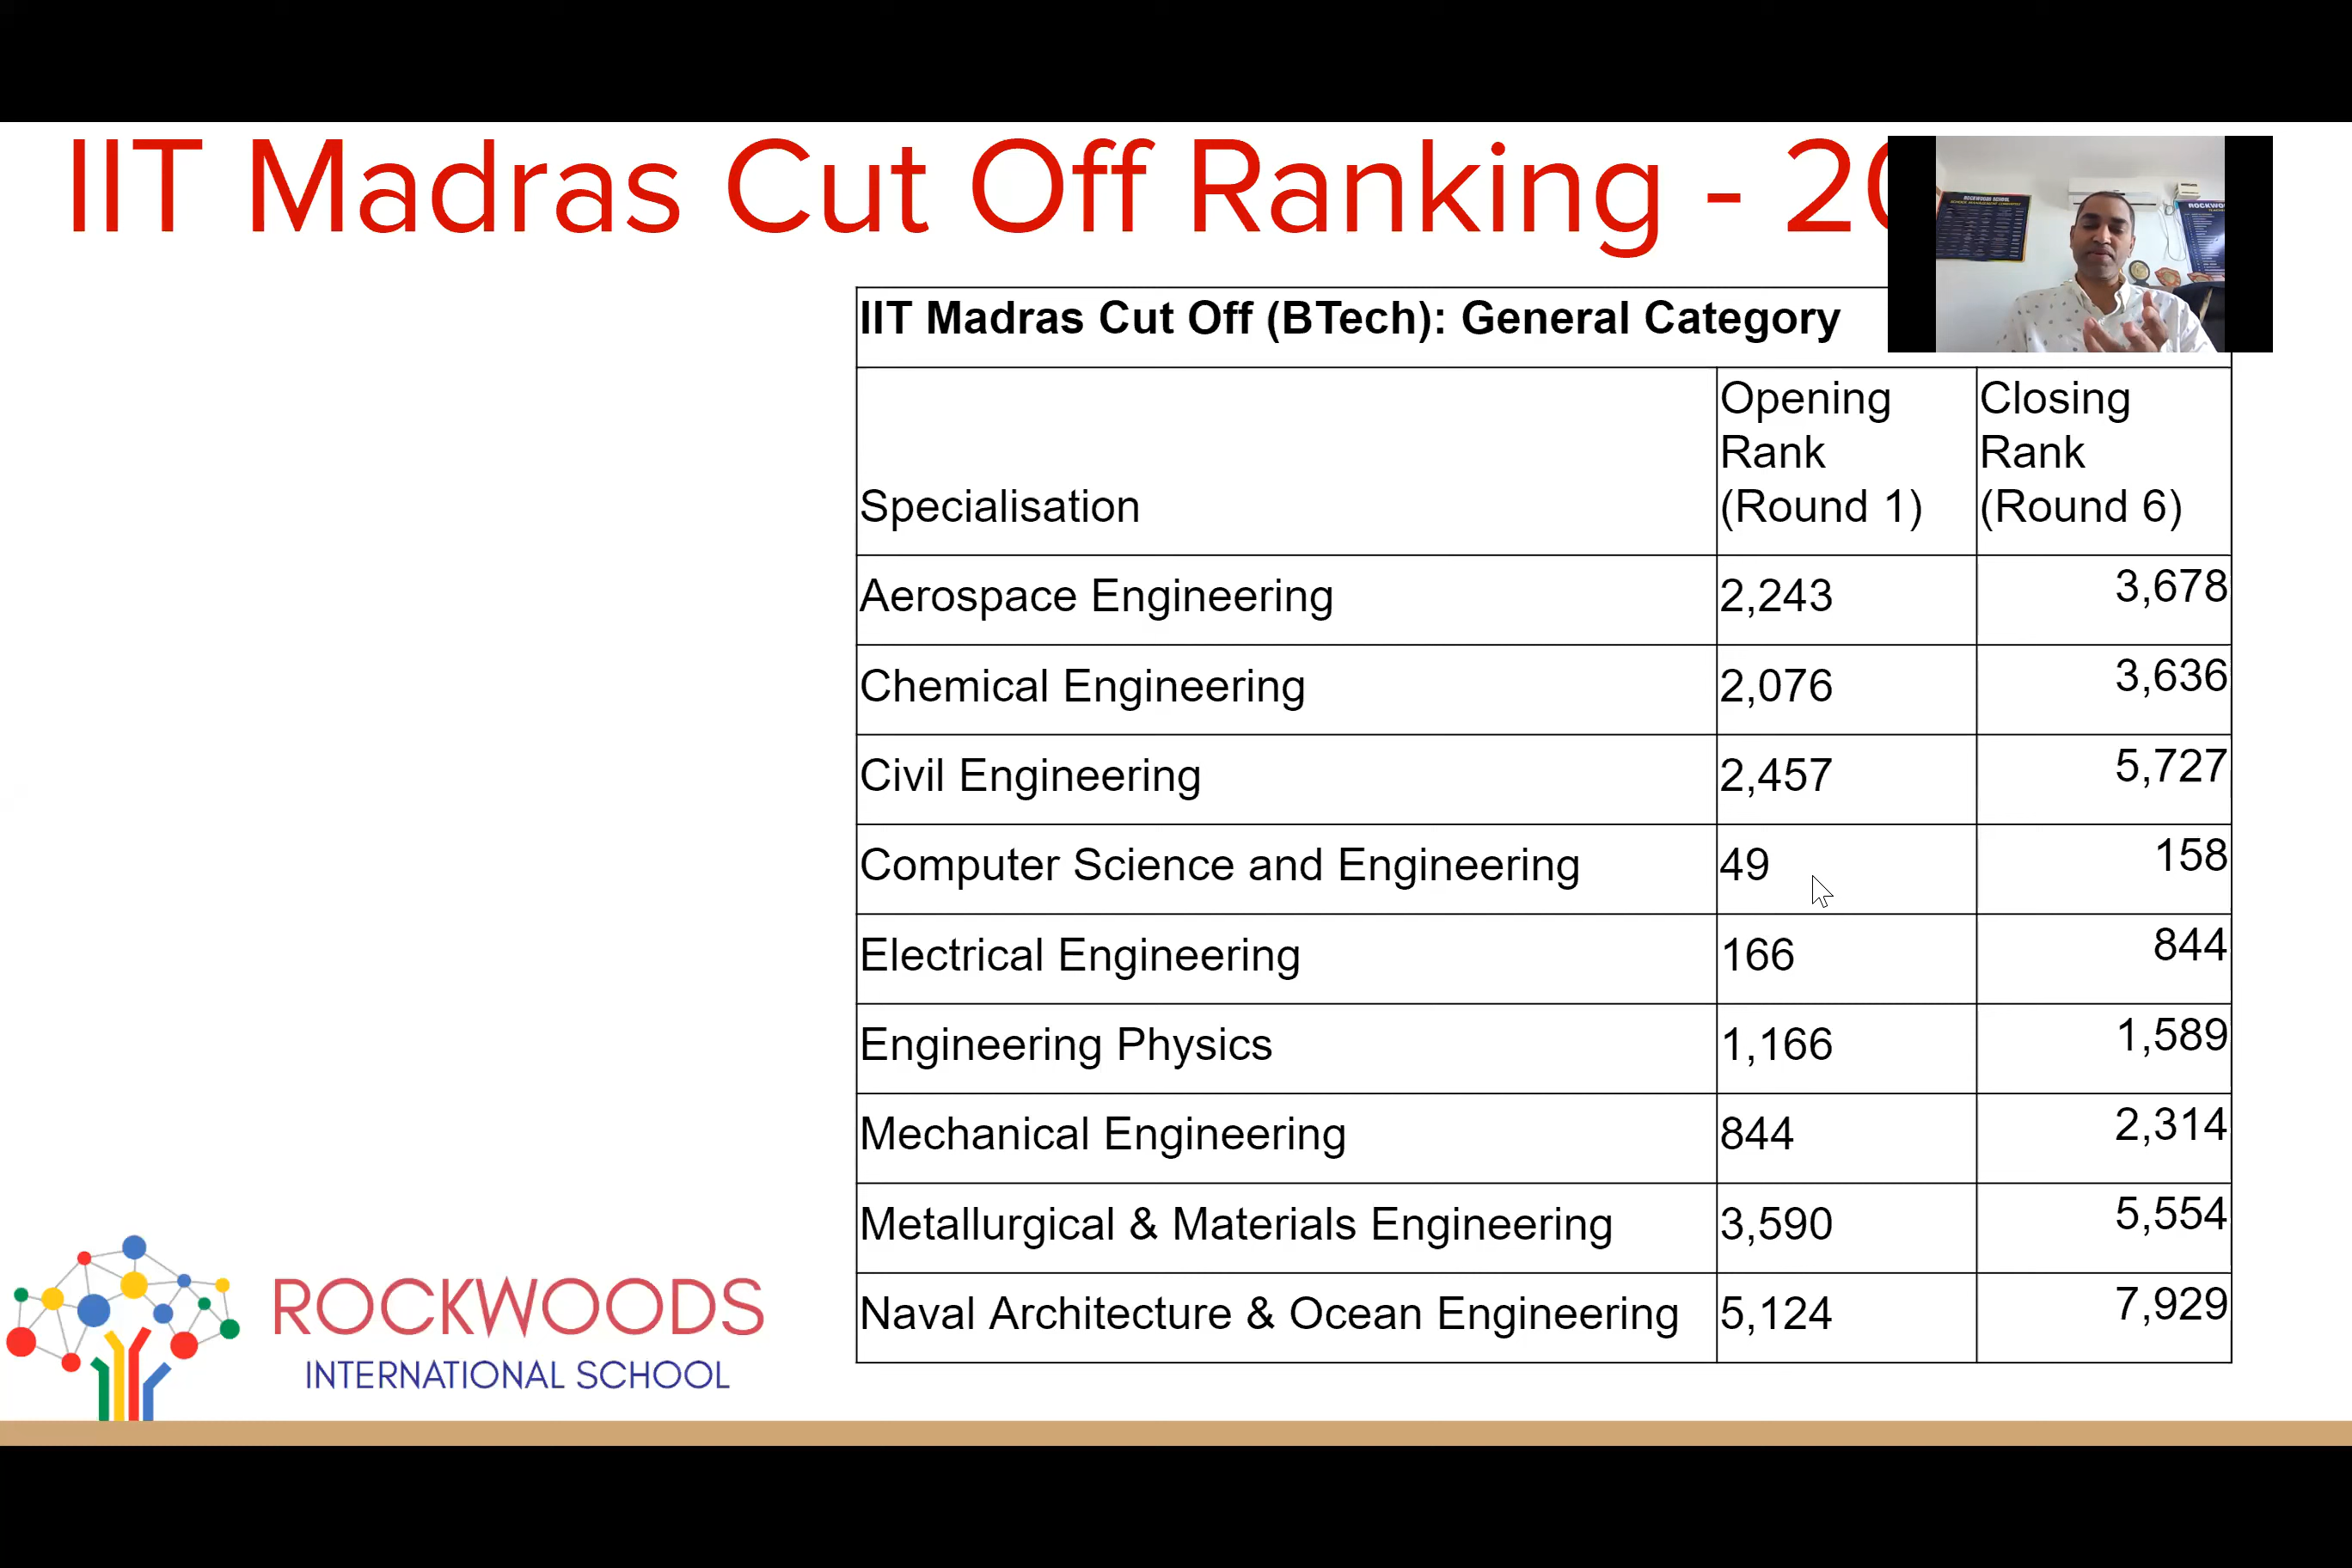 IIT Madras Cut Off Ranking - 20
IIT Madras Cut Off (BTech): General Category
Specialisation
Opening
Rank
(Round 1)
Closing
Rank
(Round 6)
Aerospace Engineering 2,243 3,678
Chemical Engineering 2,076 3,636
Civil Engineering 2,457 5,727
Computer Science and Engineering 49 158
Electrical Engineering 166 844
Engineering Physics 1,166 1,589
Mechanical Engineering 844 2,314
Metallurgical & Materials Engineering 3,590 5,554
Naval Architecture & Ocean Engineering 5,124 7,929
ROCKWOODS
INTERNATIONAL SCHOOL
ROCKWOOD SCHOOL